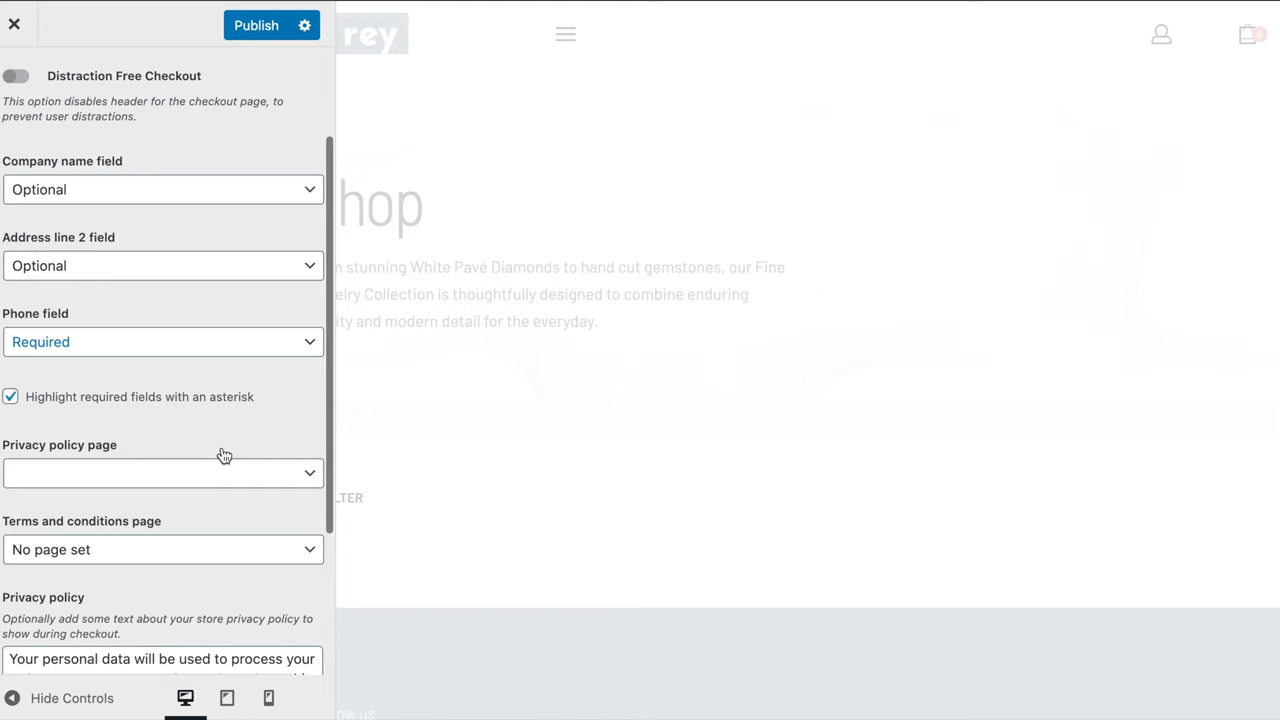 Publish
rey
0
Distraction Free Checkout
This option disables header for the checkout page, to
prevent user distractions.
Company name field
Optional
hop
Address line 2 field
Optional
n stunning White Pavé Diamonds to hand cut gemstones, our Fine
elry Collection is thoughtfully designed to combine enduring
ity and modern detail for the everyday.
Phone field
Required
Highlight required fields with an asterisk
Privacy policy page
LTER
Terms and conditions page
No page set
Privacy policy
Optionally add some text about your store privacy policy to
show during checkout.
Your personal data will be used to process your
Hide Controls
OW US